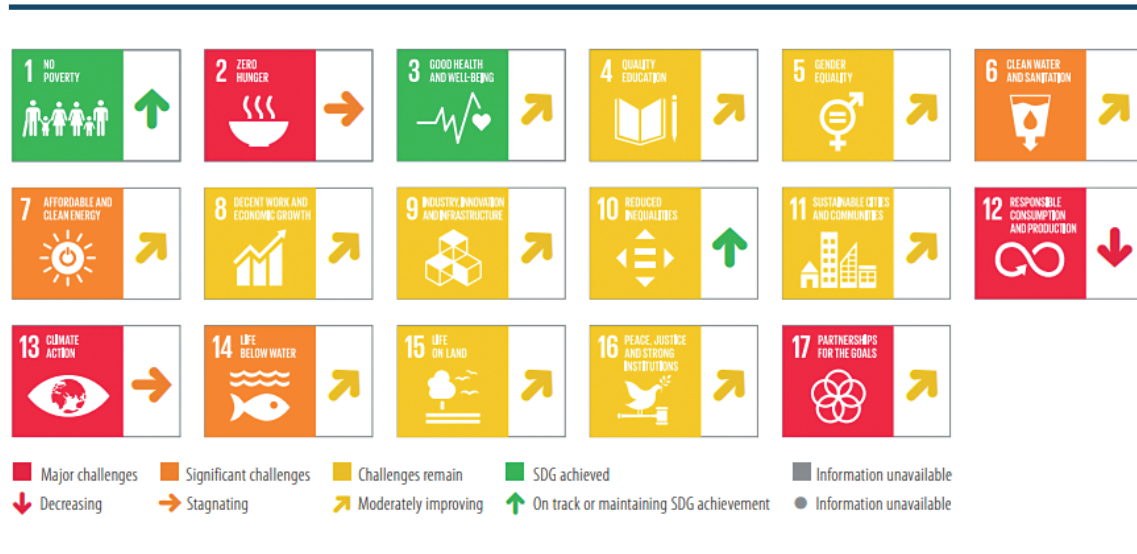 1 NO
POVERTY
2 ZERO
HUNGER
3 GOOD HEALTH
AND WELL-BEING
4 QUALITY
EDUCATION
5 GENDER
EQUALITY
6 CLEAN WATER
AND SANITATION
7 AFFORDABLE AND
CLEAN ENERGY
8 DECENT WORK AND
ECONOMIC GROWTH
9 INDUSTRY, INNOVATION
AND INFRASTRUCTURE
10 REDUCED
INEQUALITIES
11 SUSTAINABLE CITIES
AND COMMUNITIES
12 RESPONSIBLE
CONSUMPTION
AND PRODUCTION
13 CLIMATE
ACTION
14 LIFE
BELOW WATER
15 LIFE
ON LAND
16 PEACE, JUSTICE
AND STRONG
INSTITUTIONS
17 PARTNERSHIPS
FOR THE GOALS
Major challenges Significant challenges Challenges remain SDG achieved Information unavailable
Decreasing Stagnating Moderately improving On track or maintaining SDG achievement Information unavailable